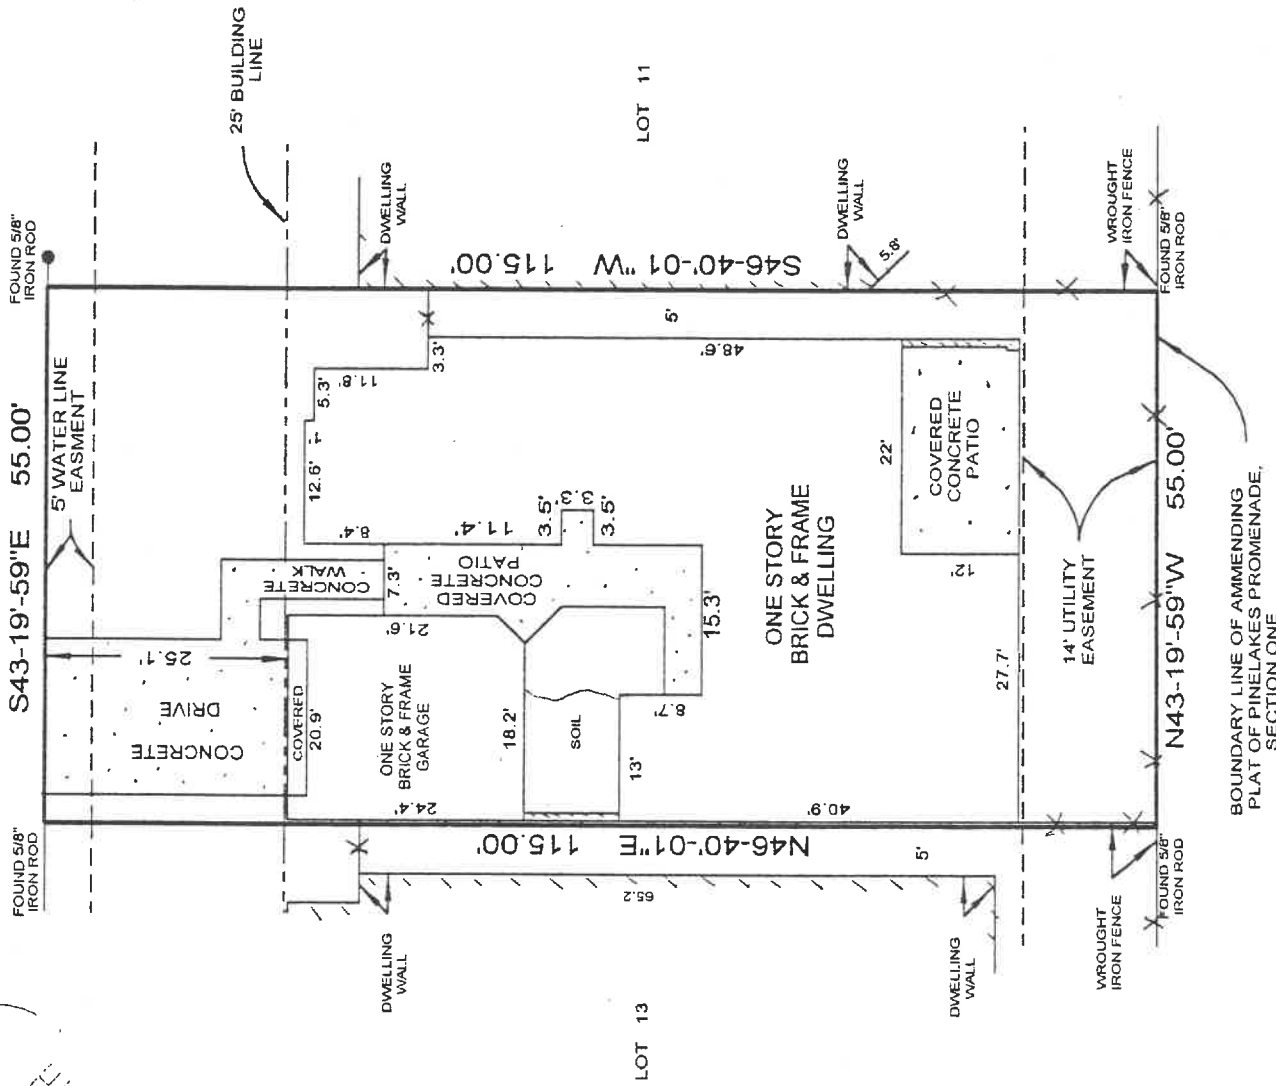 25' BUILDING
LINE
FOUND 5/8"
IRON ROD
FOUND 5/8"
IRON ROD
S43-19'-59"E 55.00'
5' WATER LINE
EASMENT
LOT 11
DWELLING
WALL
S46-40'-01"W 115.00'
DWELLING
WALL
5.8'
WROUGHT
IRON FENCE
FOUND 5/8"
IRON ROD
5'
48.6'
3.3'
11.8'
5.3'
1'
12.6'
8.4'
CONCRETE
WALK
7.3'
25.1'
CONCRETE
DRIVE
COVERED
20.9'
21.6'
COVERED
CONCRETE
PATIO
11.4'
3.5'
3.3'
3.5'
15.3'
ONE STORY
BRICK & FRAME
GARAGE
24.4'
18.2'
SOIL
8.7'
13'
ONE STORY
BRICK & FRAME
DWELLING
22'
COVERED
CONCRETE
PATIO
12'
27.7'
40.9'
14' UTILITY
EASEMENT
N46-40'-01"E 115.00'
5'
65.2
DWELLING
WALL
DWELLING
WALL
LOT 13
WROUGHT
IRON FENCE
FOUND 5/8"
IRON ROD
N43-19'-59"W 55.00'
BOUNDARY LINE OF AMMENDING
PLAT OF PINELAKES PROMENADE,
SECTION ONE